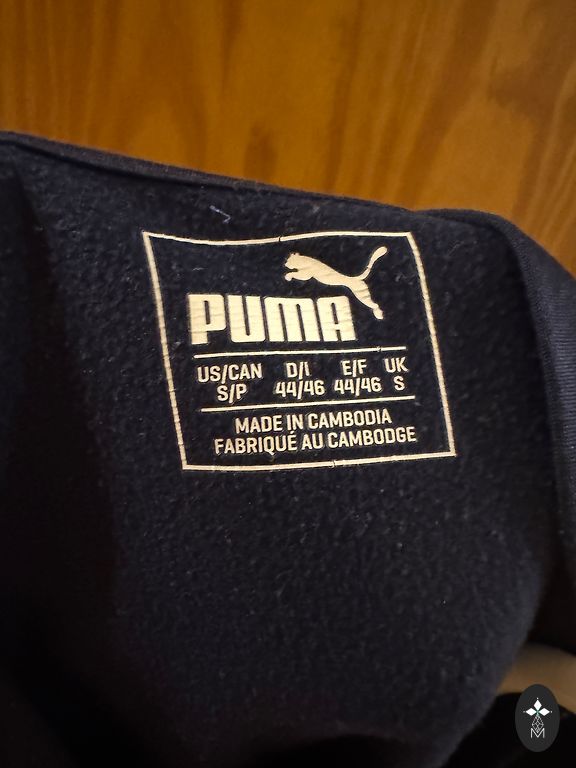 PUMA
US/CAN D/I E/F UK
S/P 44/46 44/46 S
MADE IN CAMBODIA
FABRIQUÉ AU CAMBODGE
M